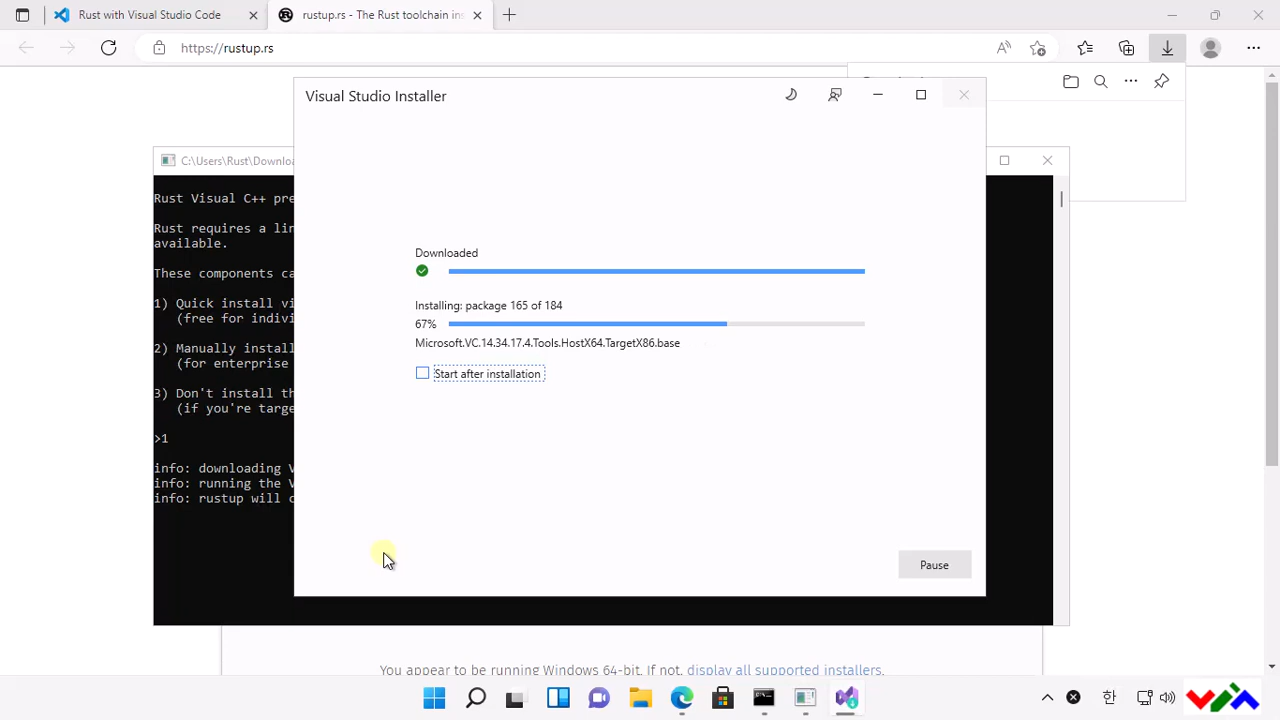 Rust with Visual Studio Code
rustup.rs - The Rust toolchain ins
https://rustup.rs
Visual Studio Installer
C:\Users\Rust\Downlo
Rust Visual C++ pre
Rust requires a lin
available.
These components ca
1) Quick install vi
(free for indivi
2) Manually install
(for enterprise
3) Don't install th
(if you're targe
>1
info: downloading V
info: running the V
info: rustup will c
Downloaded
Installing: package 165 of 184
67%
Microsoft.VC.14.34.17.4.Tools.HostX64.TargetX86.base
Start after installation
Pause
You appear to be running Windows 64-bit. If not, display all supported installers.
한